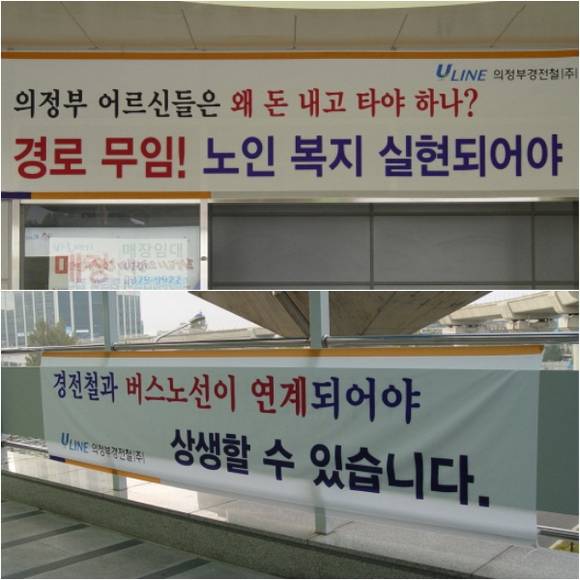 ULINE 의정부경전철(주)
의정부 어르신들은 왜 돈 내고 타야 하나?
경로 무임! 노인 복지 실현되어야
매장임대
매장
경전철과 버스노선이 연계되어야
상생할 수 있습니다.
ULINE 의정부경전철(주)